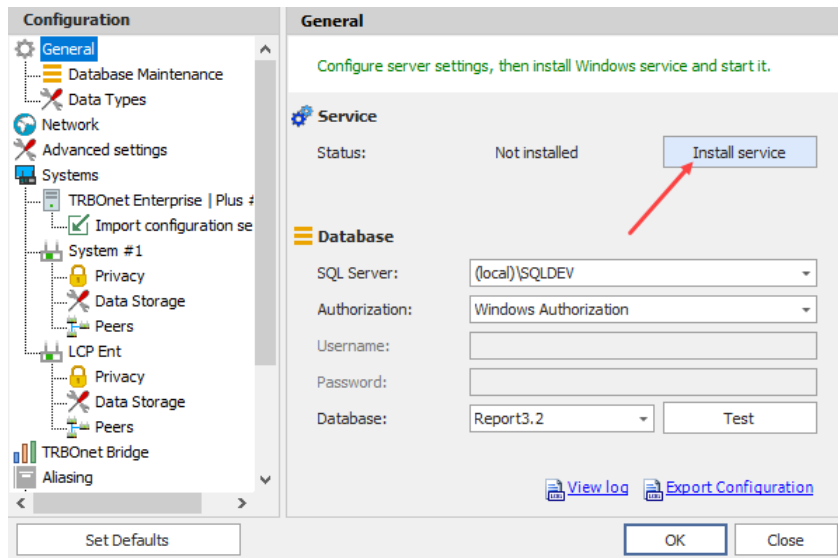 Configuration
General
Database Maintenance
Data Types
Network
Advanced settings
Systems
TRBOnet Enterprise | Plus #
Import configuration se
System #1
Privacy
Data Storage
Peers
LCP Ent
Privacy
Data Storage
Peers
TRBOnet Bridge
Aliasing
Set Defaults
General
Configure server settings, then install Windows service and start it.
Service
Status: Not installed Install service
Database
SQL Server: (local)\SQLDEV
Authorization: Windows Authorization
Username:
Password:
Database: Report3.2 Test
View log Export Configuration
OK Close